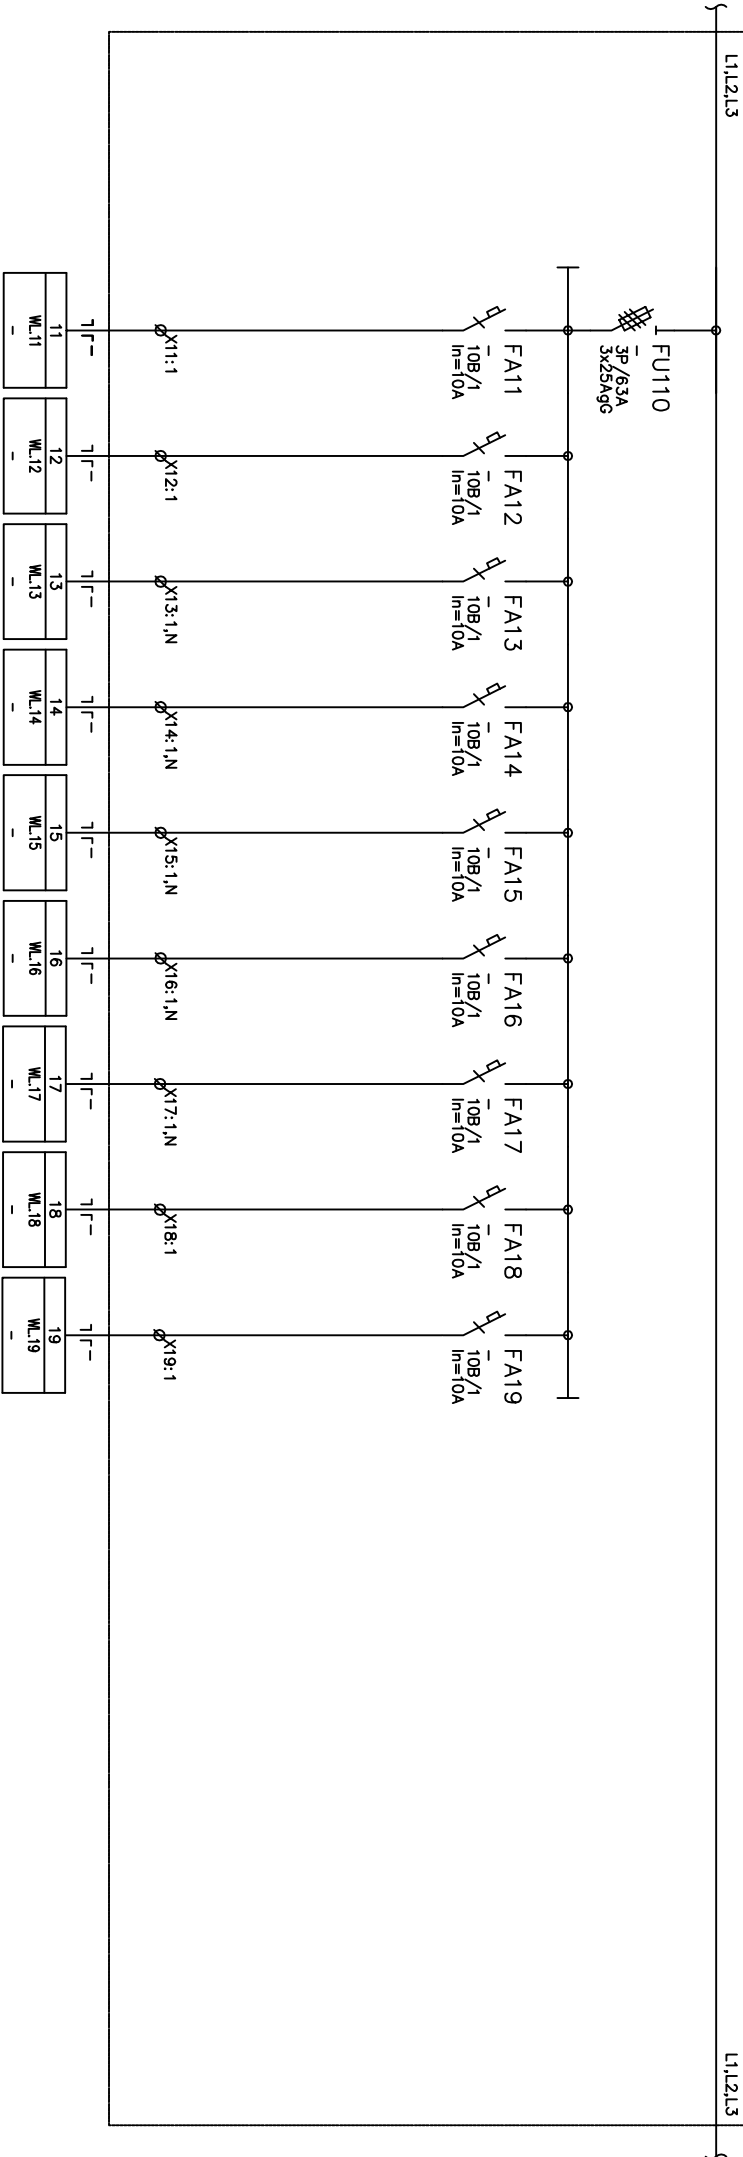 L1,L2,L3
L1,L2,L3
FU110
–
3P/63A
3x25AgG
FA11
–
10B/1
In=10A
FA12
–
10B/1
In=10A
FA13
–
10B/1
In=10A
FA14
–
10B/1
In=10A
FA15
–
10B/1
In=10A
FA16
–
10B/1
In=10A
FA17
–
10B/1
In=10A
FA18
–
10B/1
In=10A
FA19
–
10B/1
In=10A
X11:1
X12:1
X13:1,N
X14:1,N
X15:1,N
X16:1,N
X17:1,N
X18:1
X19:1
11
WL.11
–
12
WL.12
–
13
WL.13
–
14
WL.14
–
15
WL.15
–
16
WL.16
–
17
WL.17
–
18
WL.18
–
19
WL.19
–